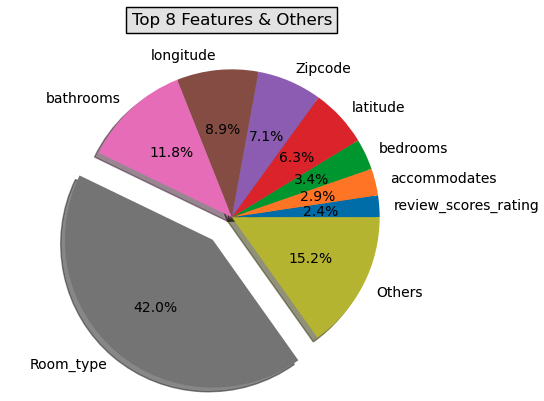 Top 8 Features & Others
longitude
Zipcode
bathrooms
latitude
8.9%
7.1%
bedrooms
11.8%
6.3%
accommodates
3.4%
2.9%
review_scores_rating
2.4%
15.2%
Others
42.0%
Room_type